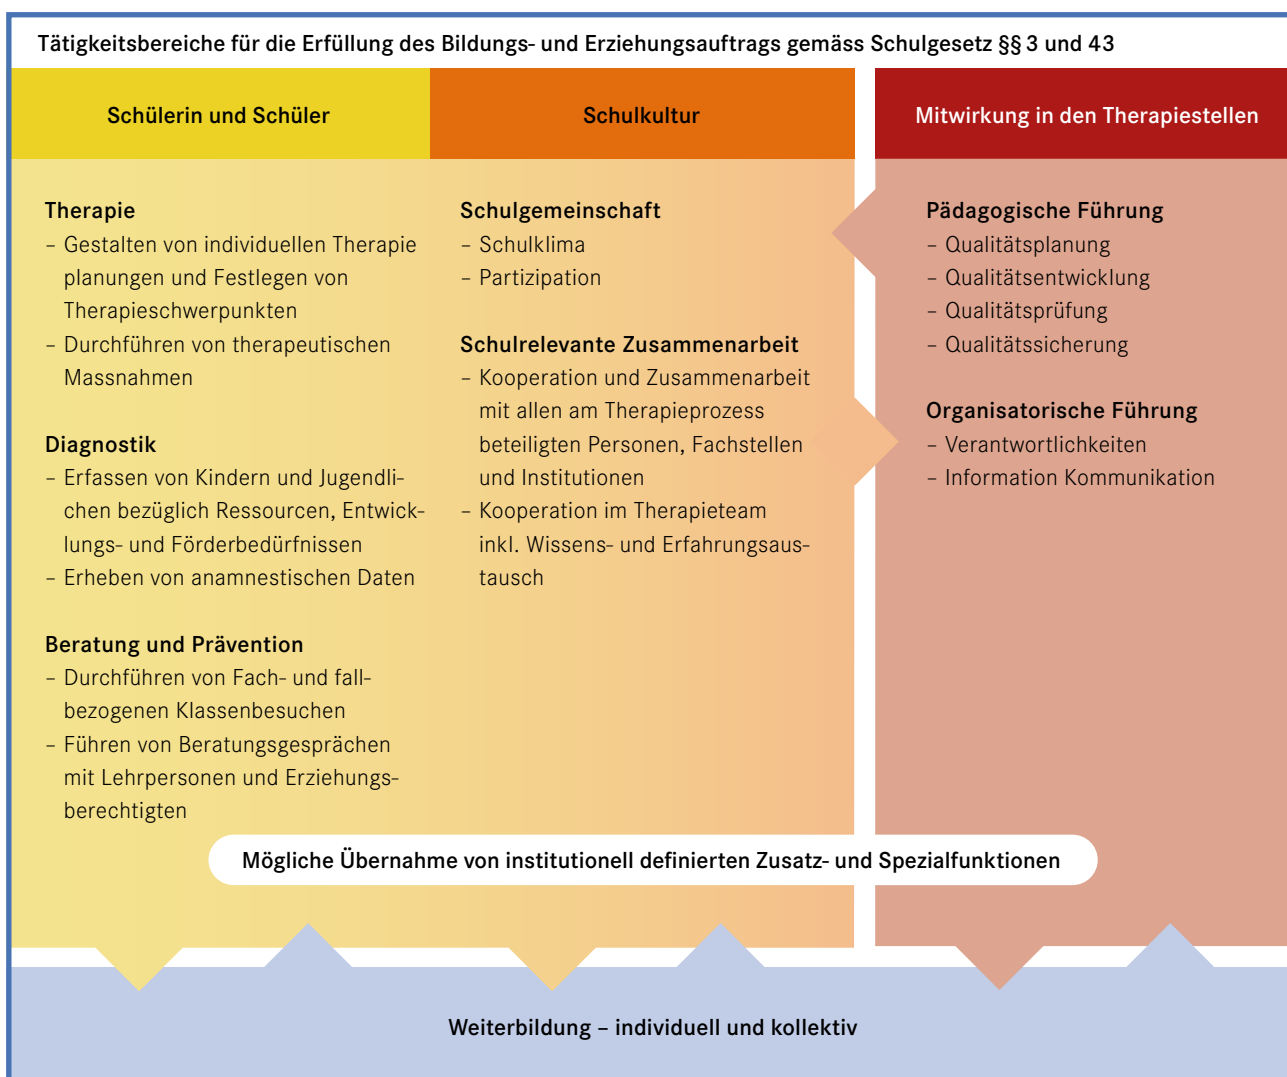 Tätigkeitsbereiche für die Erfüllung des Bildungs- und Erziehungsauftrags gemäss Schulgesetz §§ 3 und 43
Schülerin und Schüler
Therapie
– Gestalten von individuellen Therapie
planungen und Festlegen von
Therapieschwerpunkten
– Durchführen von therapeutischen
Massnahmen
Diagnostik
– Erfassen von Kindern und Jugendli-
chen bezüglich Ressourcen, Entwick-
lungs- und Förderbedürfnissen
– Erheben von anamnestischen Daten
Beratung und Prävention
– Durchführen von Fach- und fall-
bezogenen Klassenbesuchen
– Führen von Beratungsgesprächen
mit Lehrpersonen und Erziehungs-
berechtigten
Schulkultur
Schulgemeinschaft
– Schulklima
– Partizipation
Schulrelevante Zusammenarbeit
– Kooperation und Zusammenarbeit
mit allen am Therapieprozess
beteiligten Personen, Fachstellen
und Institutionen
– Kooperation im Therapieteam
inkl. Wissens- und Erfahrungsaus-
tausch
Mitwirkung in den Therapiestellen
Pädagogische Führung
– Qualitätsplanung
– Qualitätsentwicklung
– Qualitätsprüfung
– Qualitätssicherung
Organisatorische Führung
– Verantwortlichkeiten
– Information Kommunikation
Mögliche Übernahme von institutionell definierten Zusatz- und Spezialfunktionen
Weiterbildung – individuell und kollektiv